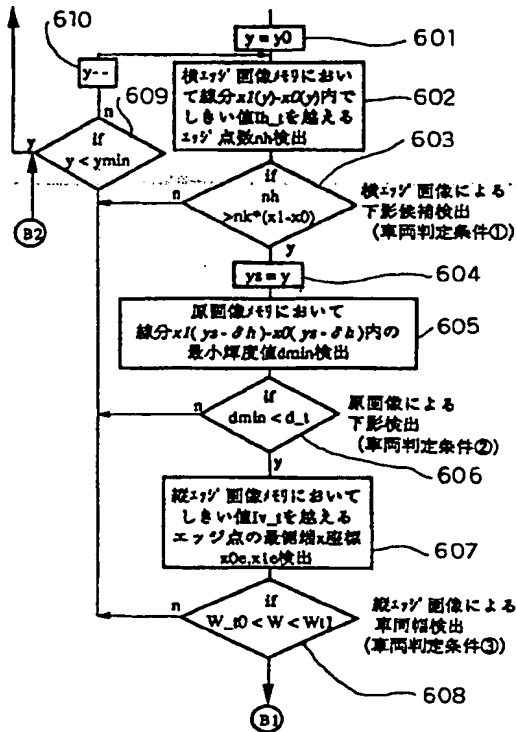 610
y = y0
601
y--
横ｴｯｼﾞ画像ﾒﾓﾘにおい
て線分x1(y)-x0(y)内で
しきい値Ih_tを越える
エッジ点数nh検出
602
609
n
if
y < ymin
y
603
if
nh
>nk*(x1-x0)
n
横ｴｯｼﾞ画像による
下影候補検出
(車両判定条件①)
B2
y
ys = y
604
原画像ﾒﾓﾘにおいて
線分x1(ys-δh)-x0(ys-δh)内の
最小輝度値dmin検出
605
if
dmin < d_t
n
原画像による
下影検出
(車両判定条件②)
606
y
縦ｴｯｼﾞ画像ﾒﾓﾘにおいて
しきい値Iv_tを越える
エッジ点の最側端x座標
x0e,x1e検出
607
n
if
W_t0 < W < Wt1
縦ｴｯｼﾞ画像による
車両幅検出
(車両判定条件③)
608
B1